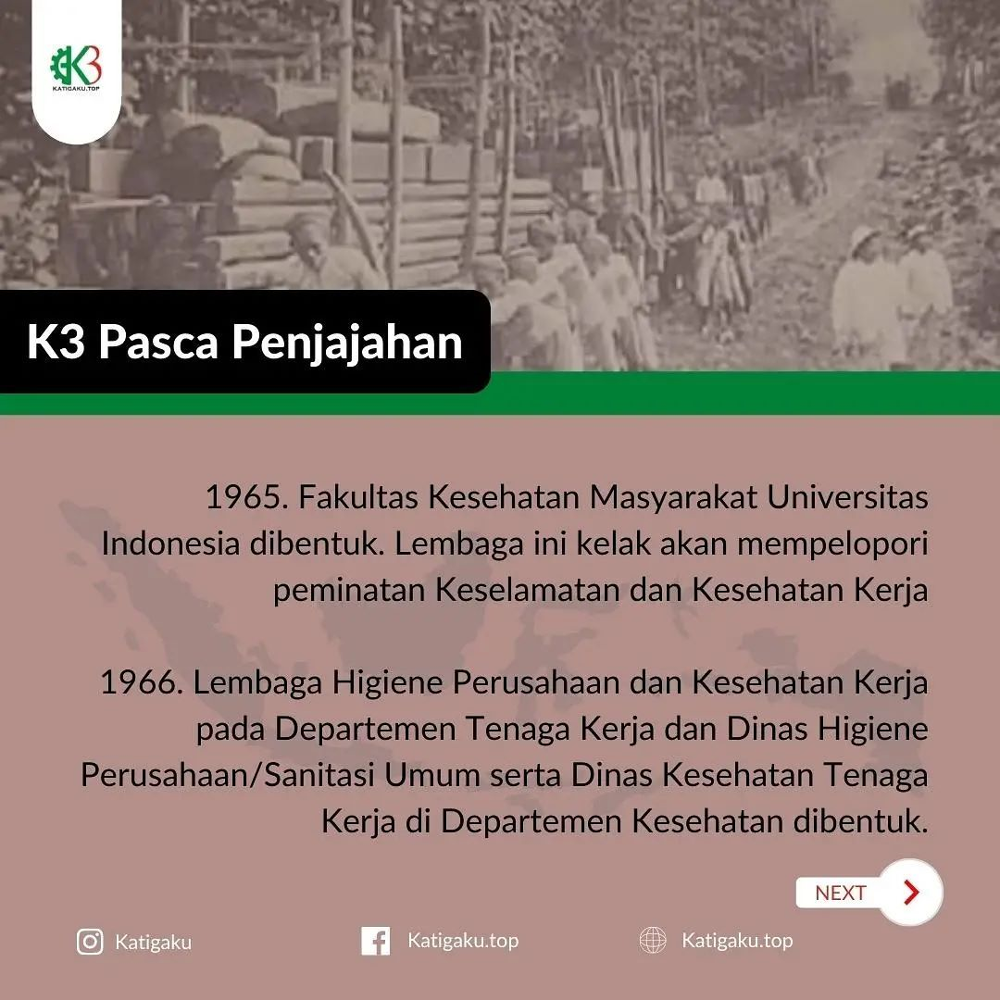 K3
KATIGAKU.TOP
K3 Pasca Penjajahan
1965. Fakultas Kesehatan Masyarakat Universitas
Indonesia dibentuk. Lembaga ini kelak akan mempelopori
peminatan Keselamatan dan Kesehatan Kerja
1966. Lembaga Higiene Perusahaan dan Kesehatan Kerja
pada Departemen Tenaga Kerja dan Dinas Higiene
Perusahaan/Sanitasi Umum serta Dinas Kesehatan Tenaga
Kerja di Departemen Kesehatan dibentuk.
NEXT
Katigaku
Katigaku.top
Katigaku.top